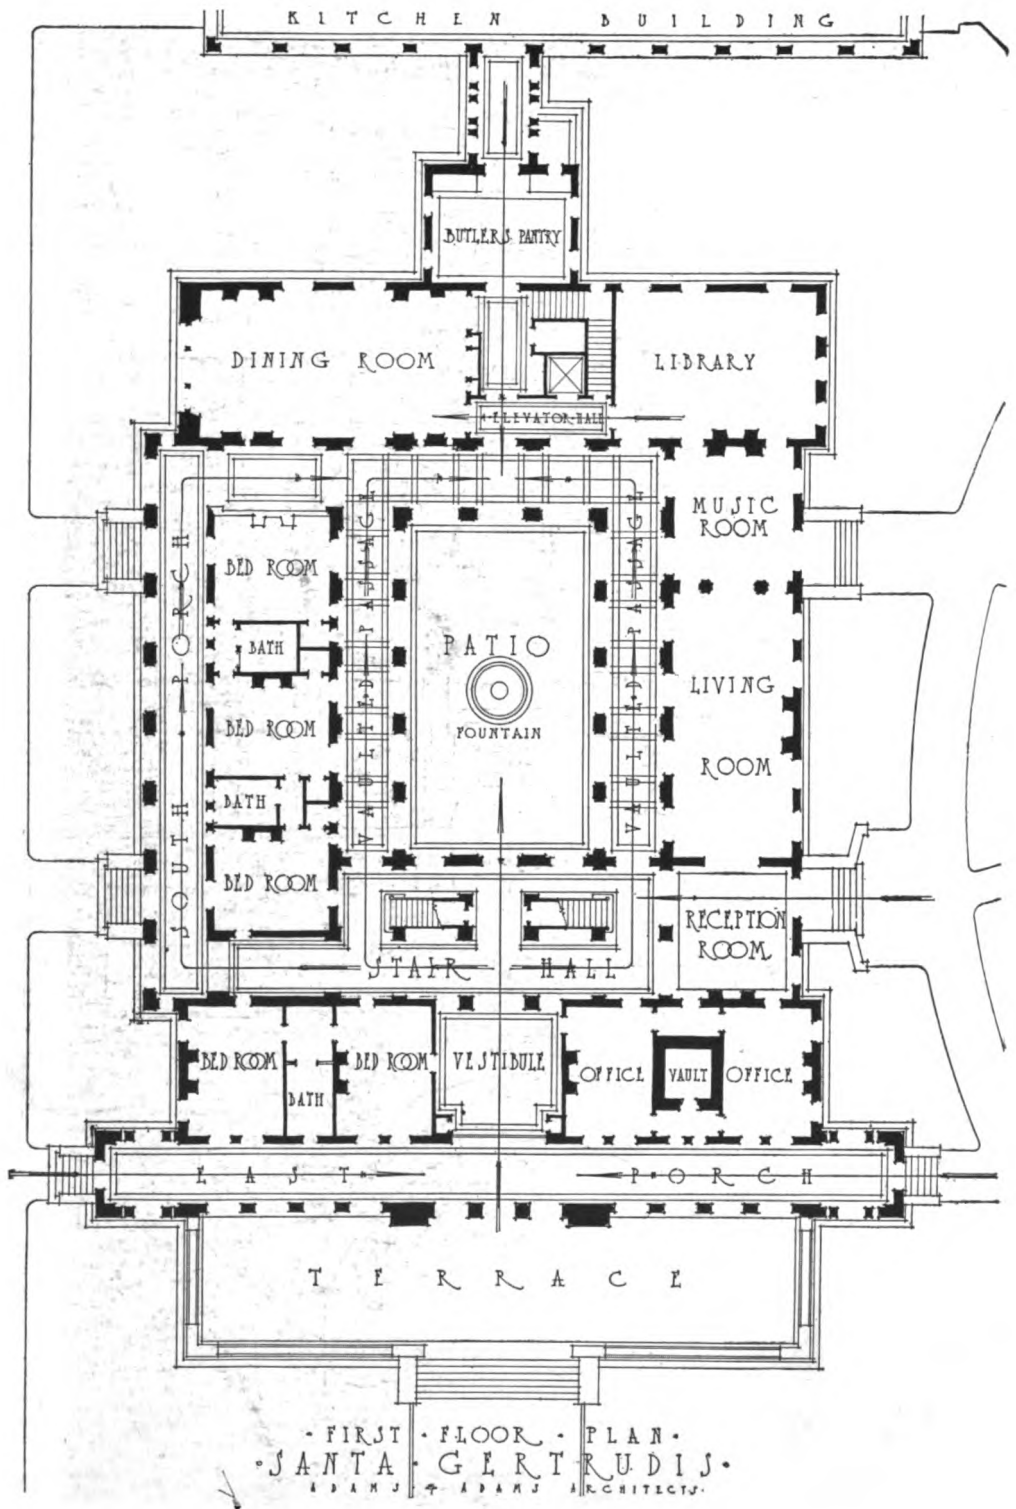 KITCHEN BUILDING
BUTLERS PANTRY
DINING ROOM
LIBRARY
ELEVATOR HALL
MUSIC
ROOM
SOUTH PORCH
BED ROOM
VAULTED PASSAGE
VAULTED PASSAGE
BATH
PATIO
FOUNTAIN
LIVING
ROOM
BED ROOM
BATH
BED ROOM
RECEPTION
ROOM
STAIR HALL
BED ROOM
BATH
BED ROOM
VESTIBULE
OFFICE
VAULT
OFFICE
EAST PORCH
TERRACE
· FIRST · FLOOR · PLAN ·
· SANTA · GERTRUDIS ·
ADAMS & ADAMS ARCHITECTS·